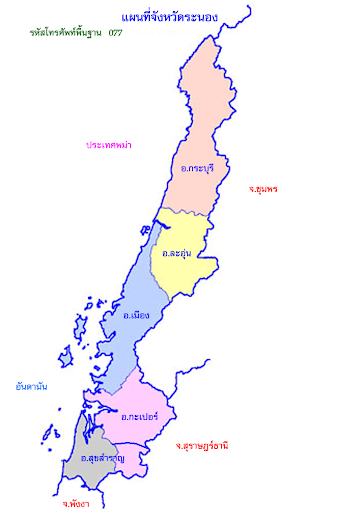 แผนที่จังหวัดระนอง
รหัสโทรศัพท์พื้นฐาน 077
ประเทศพม่า
อ.กระบุรี
จ.ชุมพร
อ.ละอุ่น
อ.เมือง
อันดามัน
อ.กะเปอร์
จ.สุราษฎร์ธานี
อ.สุขสำราญ
จ.พังงา